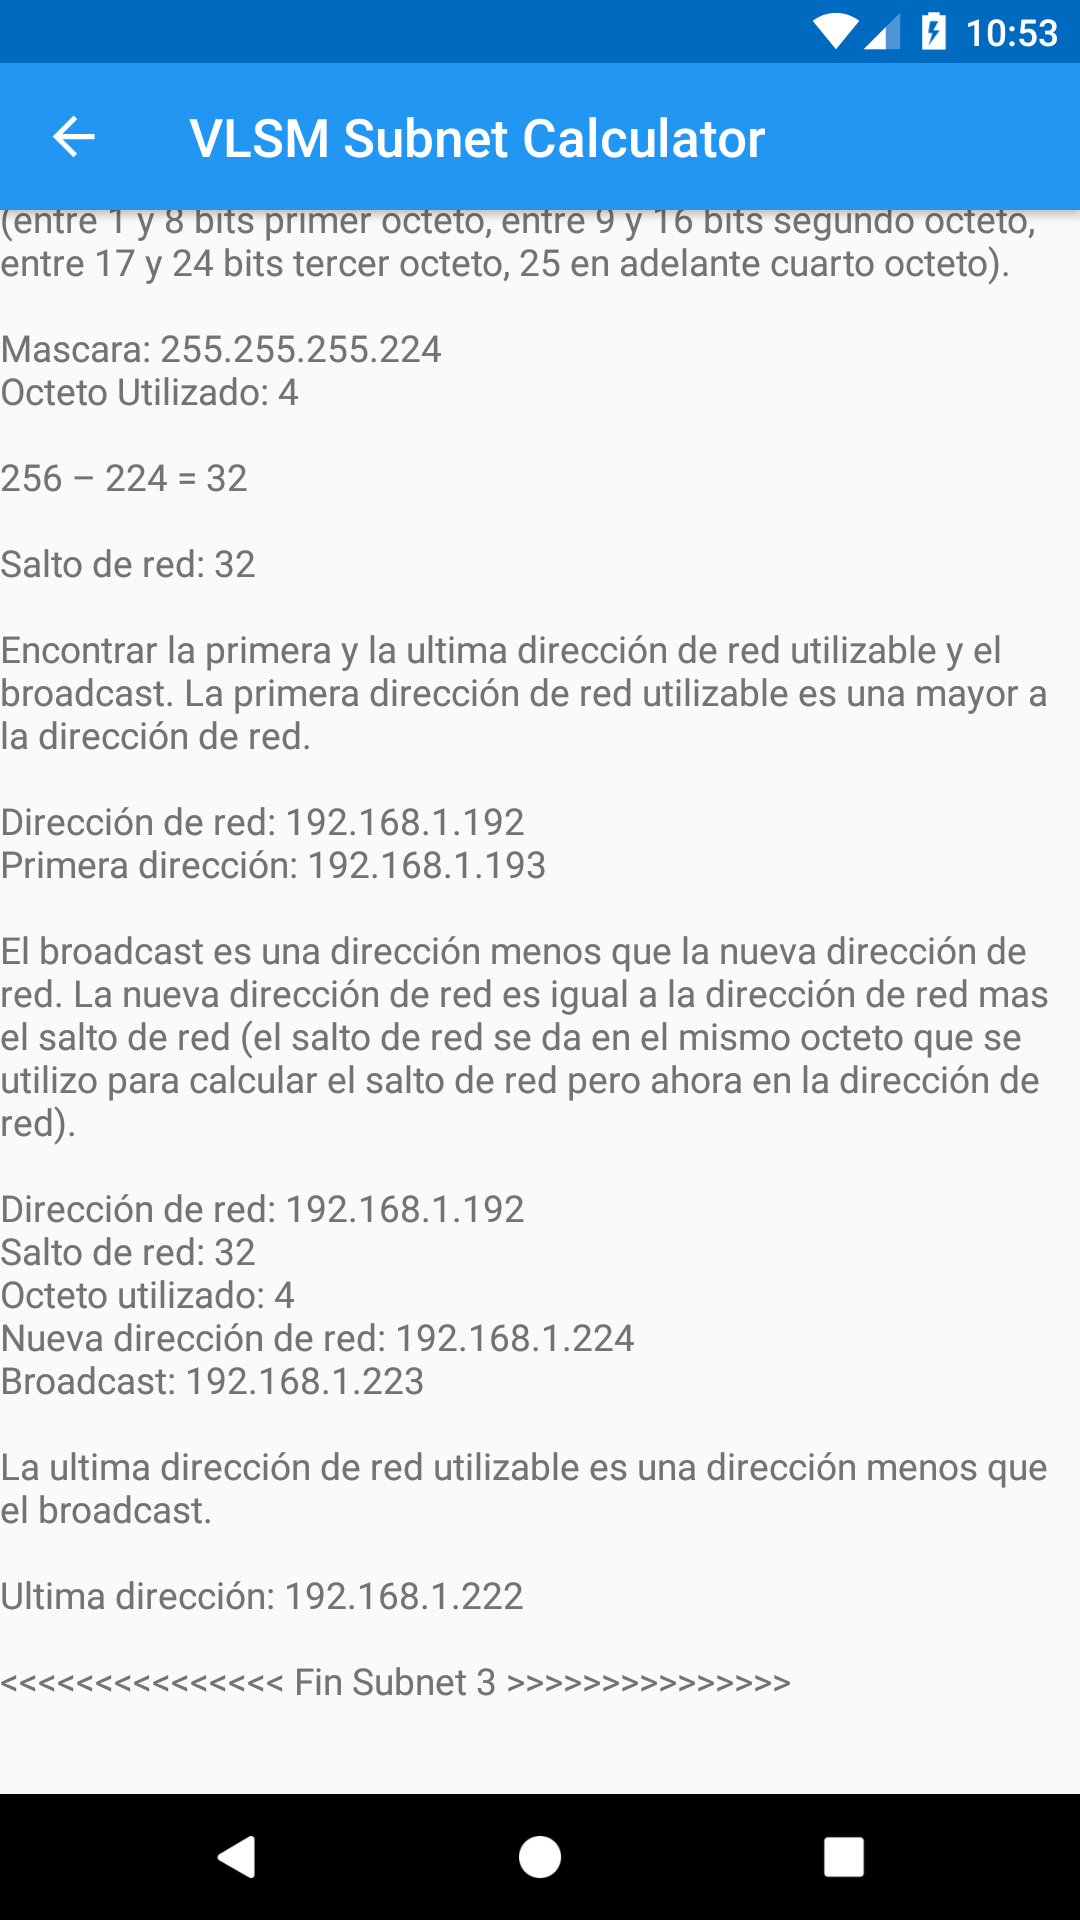 10:53
VLSM Subnet Calculator
(entre 1 y 8 bits primer octeto, entre 9 y 16 bits segundo octeto,
entre 17 y 24 bits tercer octeto, 25 en adelante cuarto octeto).
Mascara: 255.255.255.224
Octeto Utilizado: 4
256 – 224 = 32
Salto de red: 32
Encontrar la primera y la ultima dirección de red utilizable y el
broadcast. La primera dirección de red utilizable es una mayor a
la dirección de red.
Dirección de red: 192.168.1.192
Primera dirección: 192.168.1.193
El broadcast es una dirección menos que la nueva dirección de
red. La nueva dirección de red es igual a la dirección de red mas
el salto de red (el salto de red se da en el mismo octeto que se
utilizo para calcular el salto de red pero ahora en la dirección de
red).
Dirección de red: 192.168.1.192
Salto de red: 32
Octeto utilizado: 4
Nueva dirección de red: 192.168.1.224
Broadcast: 192.168.1.223
La ultima dirección de red utilizable es una dirección menos que
el broadcast.
Ultima dirección: 192.168.1.222
<<<<<<<<<<<<<<< Fin Subnet 3 >>>>>>>>>>>>>>>